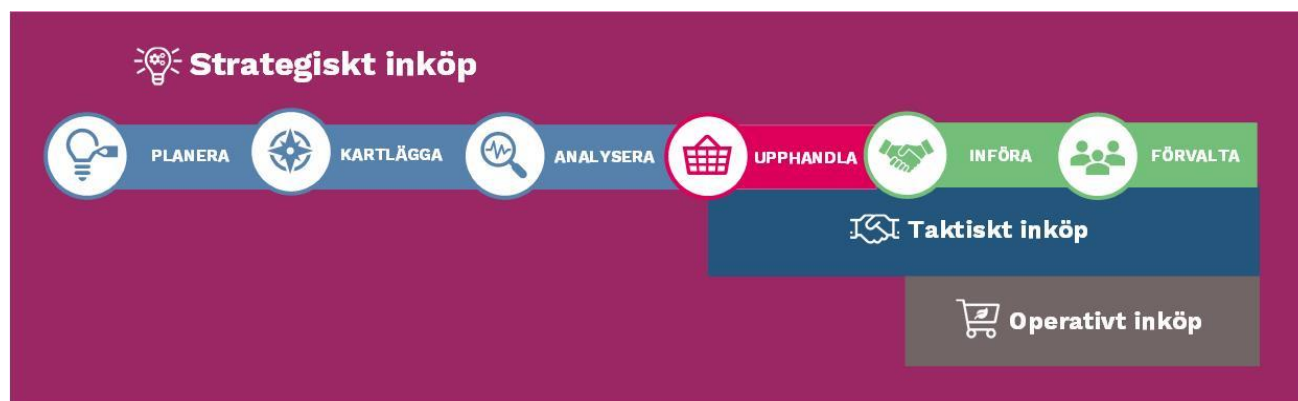 Strategiskt inköp
PLANERA
KARTLÄGGA
ANALYSERA
UPPHANDLA
INFÖRA
FÖRVALTA
Taktiskt inköp
Operativt inköp